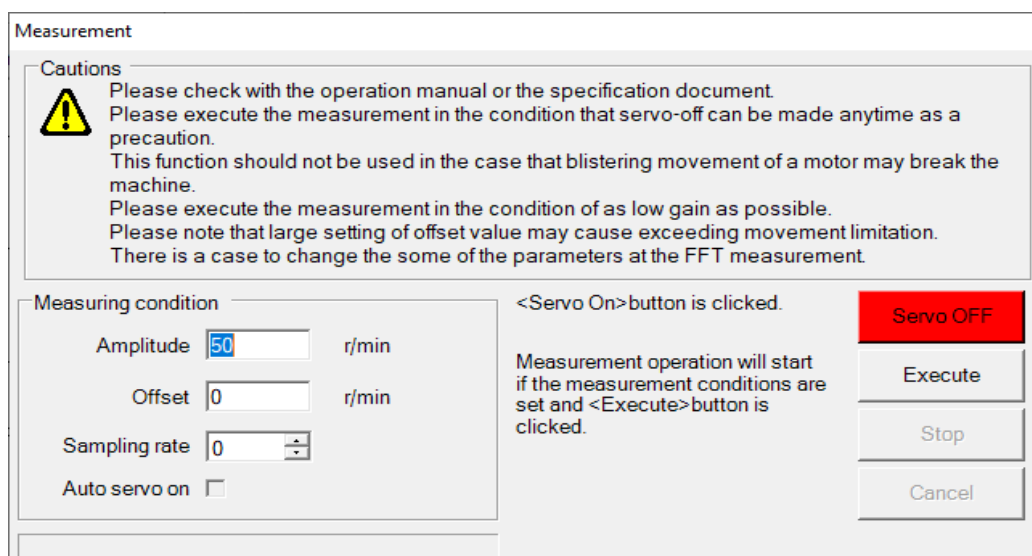 Measurement
Cautions
Please check with the operation manual or the specification document.
Please execute the measurement in the condition that servo-off can be made anytime as a
precaution.
This function should not be used in the case that blistering movement of a motor may break the
machine.
Please execute the measurement in the condition of as low gain as possible.
Please note that large setting of offset value may cause exceeding movement limitation.
There is a case to change the some of the parameters at the FFT measurement.
Measuring condition
Amplitude 50 r/min
Offset 0 r/min
Sampling rate 0
Auto servo on
<Servo On>button is clicked.
Measurement operation will start
if the measurement conditions are
set and <Execute>button is
clicked.
Servo OFF
Execute
Stop
Cancel